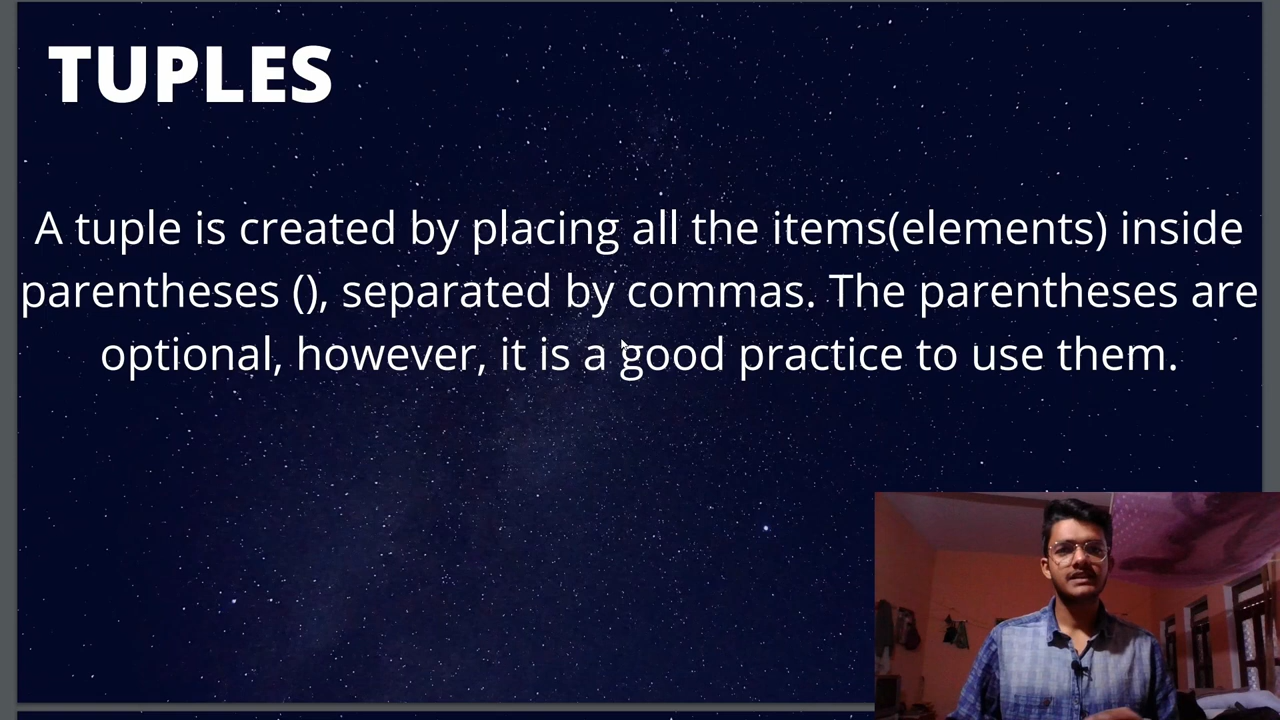 TUPLES
A tuple is created by placing all the items(elements) inside
parentheses (), separated by commas. The parentheses are
optional, however, it is a good practice to use them.